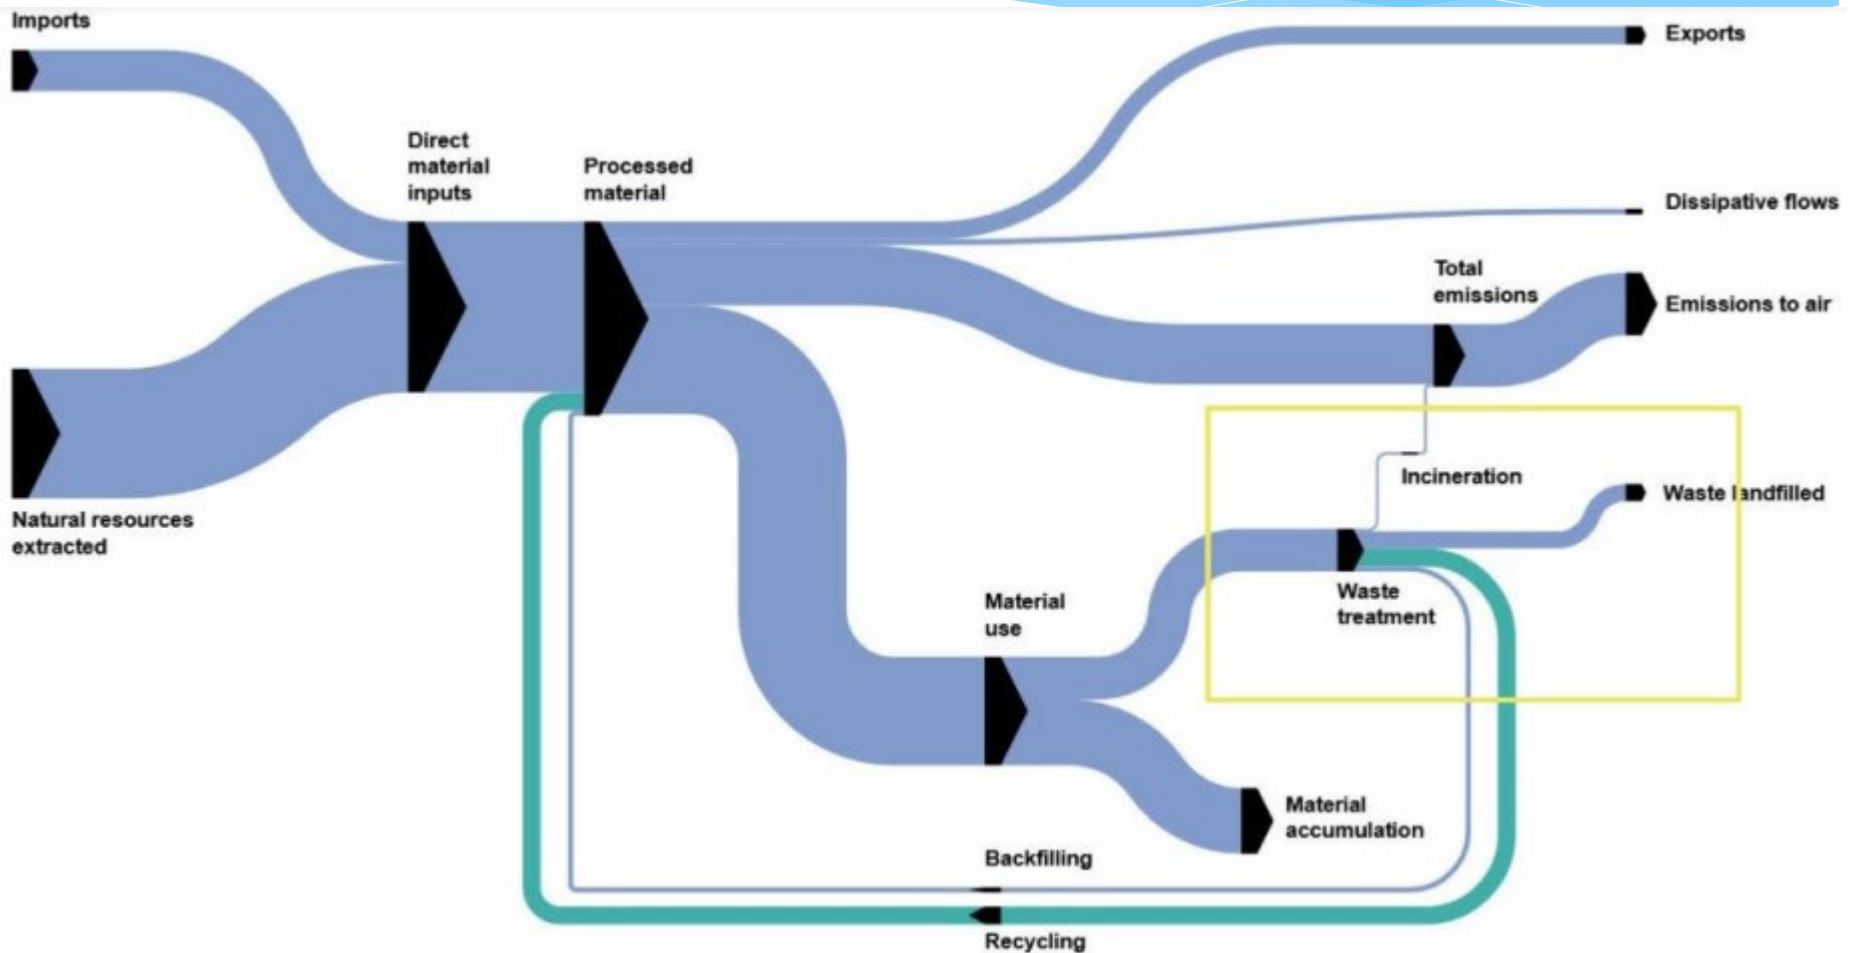 Imports
Exports
Direct
material
inputs
Processed
material
Dissipative flows
Total
emissions
Emissions to air
Incineration
Waste landfilled
Natural resources
extracted
Waste
treatment
Material
use
Material
accumulation
Backfilling
Recycling